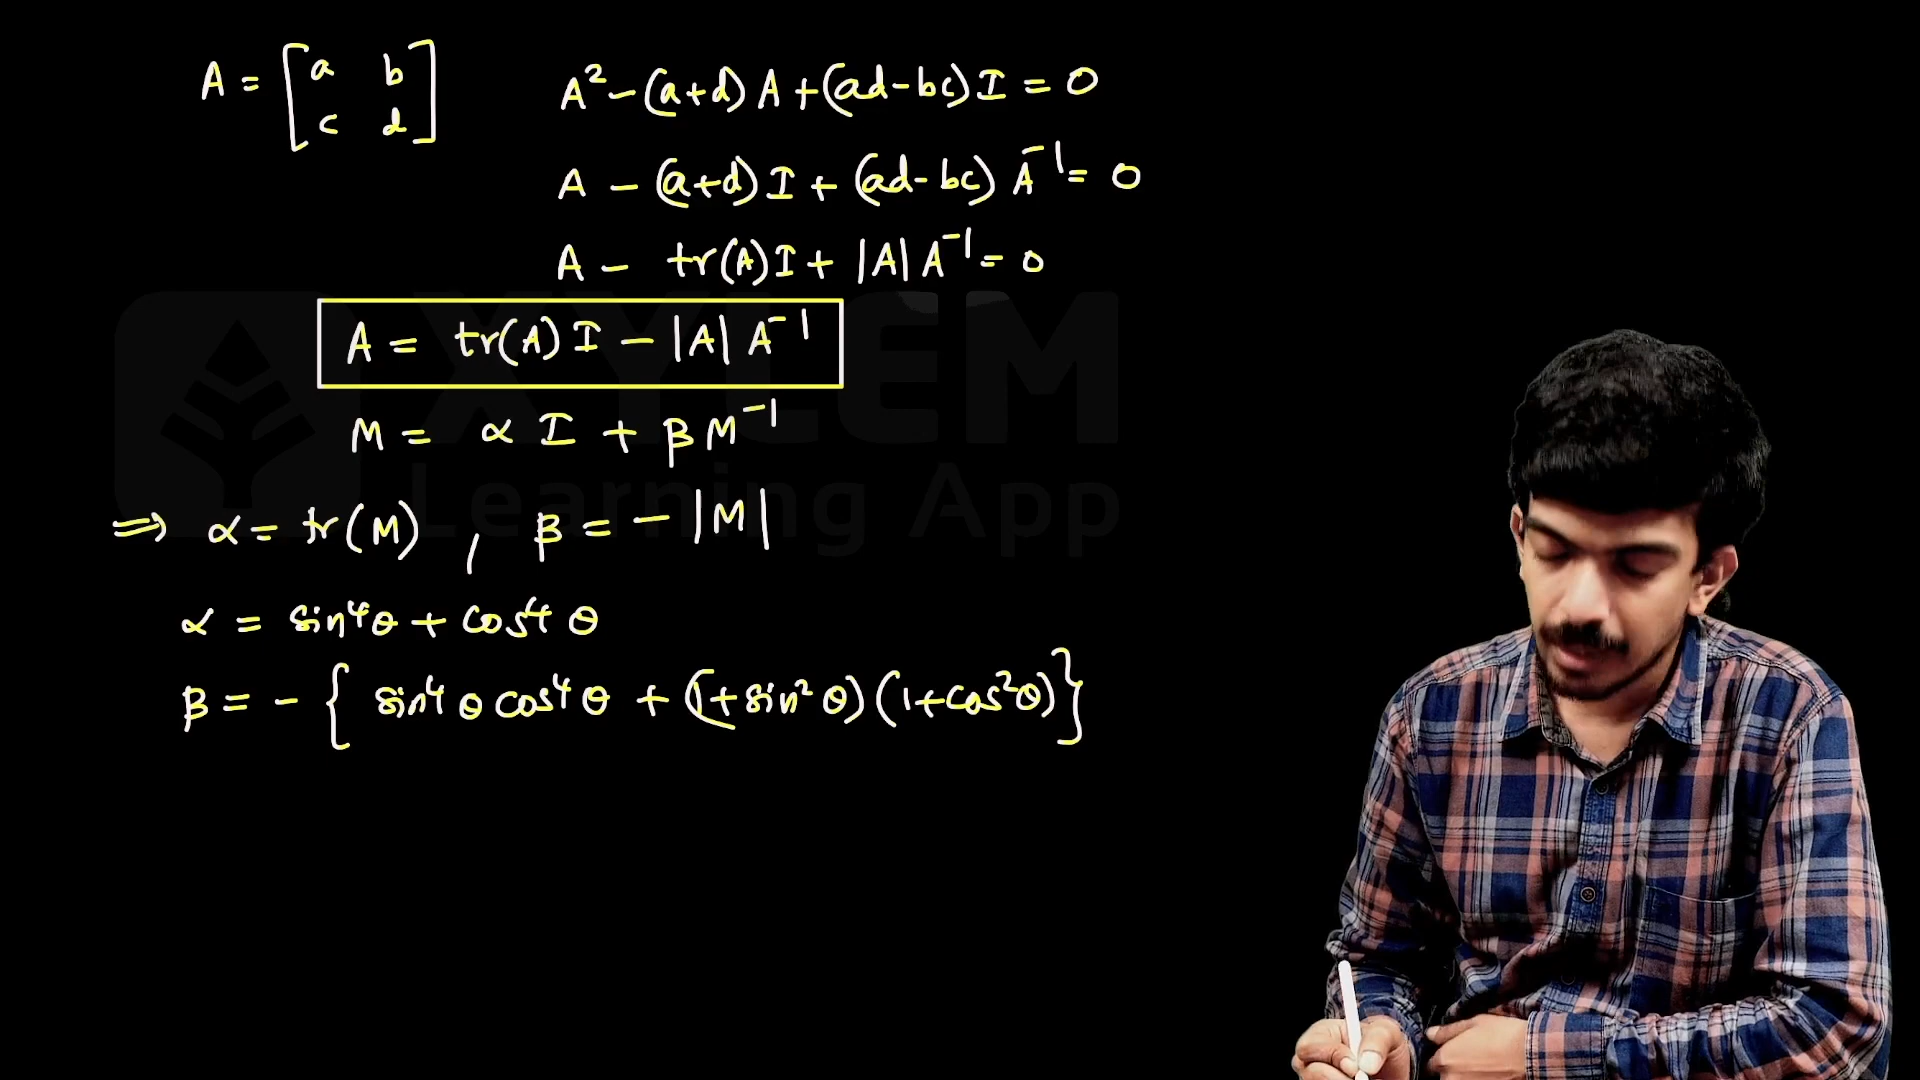 A = [a b
c d]
A² - (a+d) A + (ad-bc) I = 0
A - (a+d) I + (ad-bc) A⁻¹ = 0
A - tr(A) I + |A| A⁻¹ = 0
A = tr(A) I - |A| A⁻¹
M = α I + β M⁻¹
⇒ α = tr(M) , β = - |M|
α = sin⁴θ + cos⁴θ
β = - { sin⁴θ cos⁴θ + (1+sin²θ)(1+cos²θ) }
XYLEM
Learning App